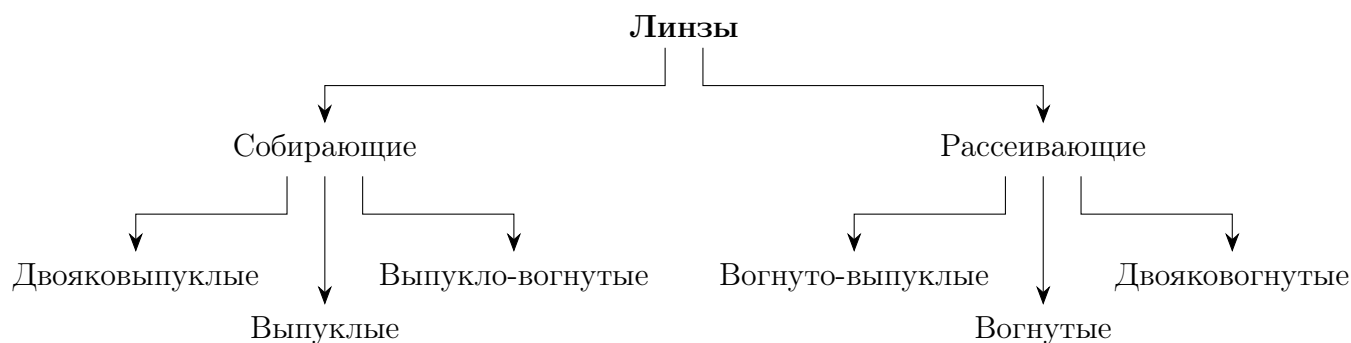 Линзы
Собирающие Рассеивающие
Двояковыпуклые Выпукло-вогнутые Вогнуто-выпуклые Двояковогнутые
Выпуклые Вогнутые